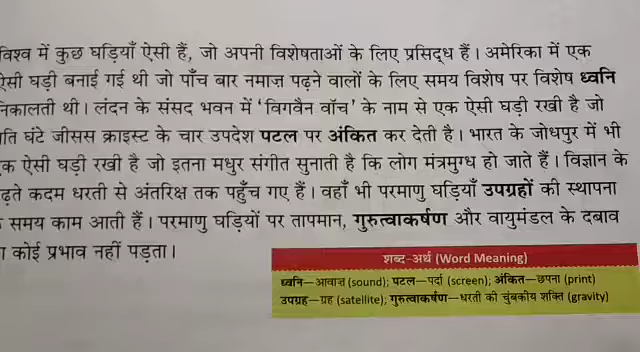 विश्व में कुछ घड़ियाँ ऐसी हैं, जो अपनी विशेषताओं के लिए प्रसिद्ध हैं। अमेरिका में एक
ऐसी घड़ी बनाई गई थी जो पाँच बार नमाज़ पढ़ने वालों के लिए समय विशेष पर विशेष ध्वनि
निकालती थी। लंदन के संसद भवन में ‘विगवैन वॉच’ के नाम से एक ऐसी घड़ी रखी है जो
घंटे जीसस क्राइस्ट के चार उपदेश पटल पर अंकित कर देती है। भारत के जोधपुर में भी
ऐसी घड़ी रखी है जो इतना मधुर संगीत सुनाती है कि लोग मंत्रमुग्ध हो जाते हैं। विज्ञान के
कदम धरती से अंतरिक्ष तक पहुँच गए हैं। वहाँ भी परमाणु घड़ियाँ उपग्रहों की स्थापना
समय काम आती हैं। परमाणु घड़ियों पर तापमान, गुरुत्वाकर्षण और वायुमंडल के दबाव
कोई प्रभाव नहीं पड़ता।
शब्द-अर्थ (Word Meaning)
ध्वनि—आवाज़ (sound); पटल—पर्दा (screen); अंकित—छपना (print)
उपग्रह—ग्रह (satellite); गुरुत्वाकर्षण—धरती की चुंबकीय शक्ति (gravity)